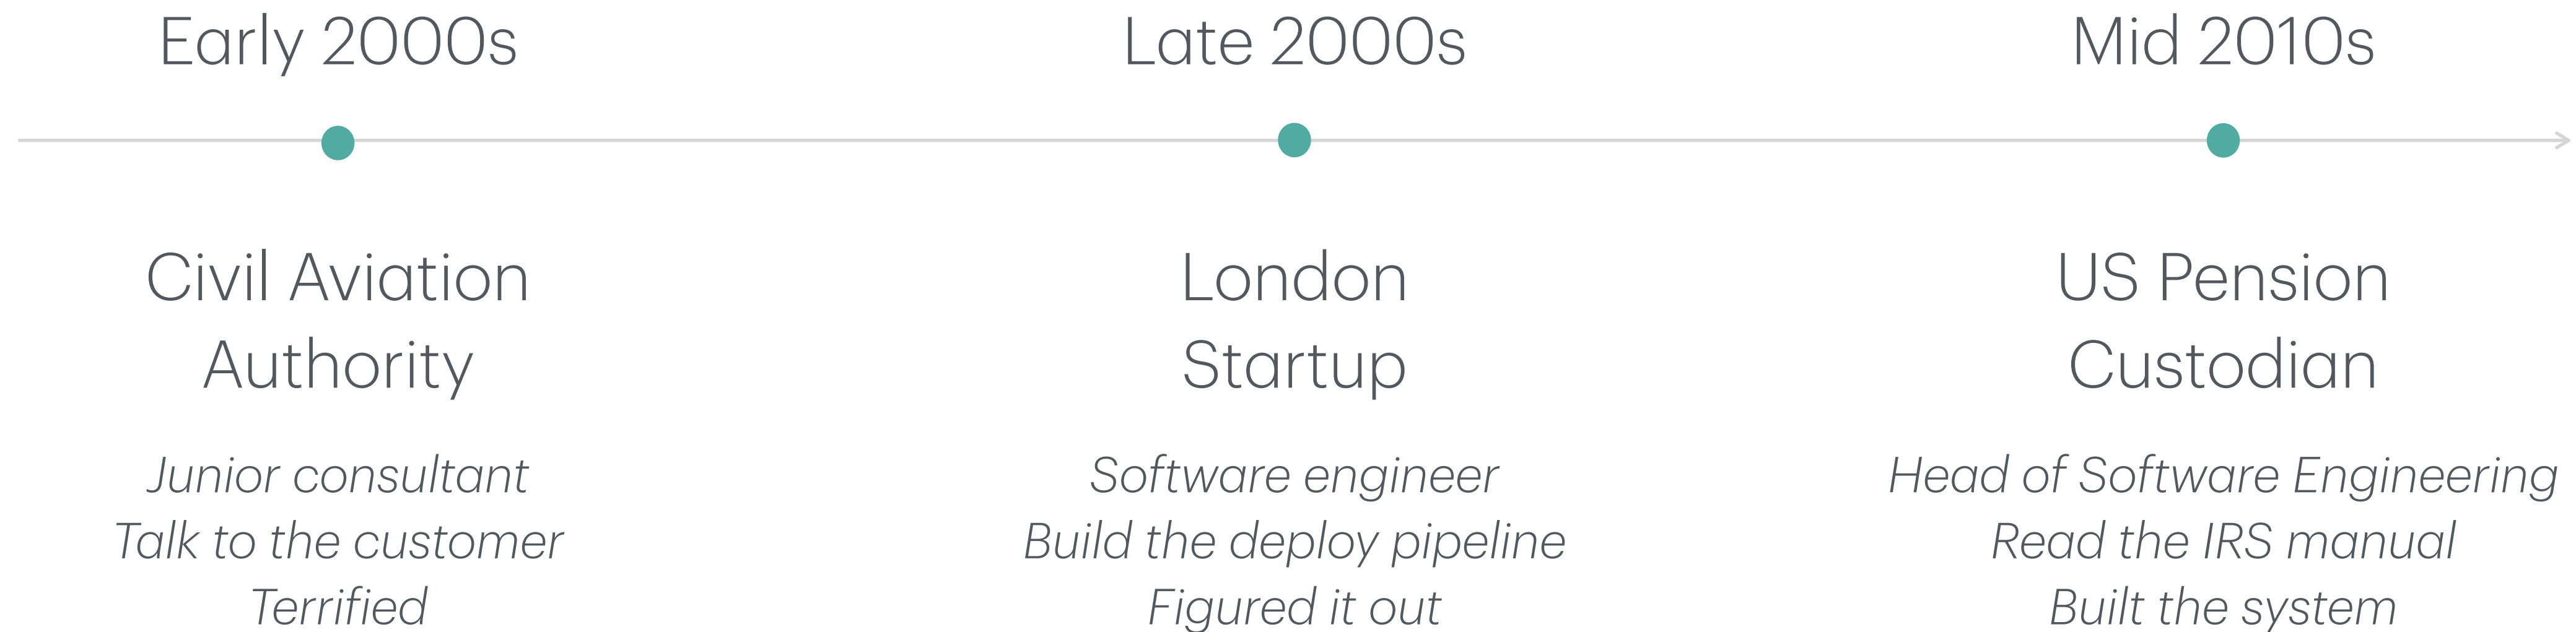 Early 2000s
Late 2000s
Mid 2010s
Civil Aviation
Authority
Junior consultant
Talk to the customer
Terrified
London
Startup
Software engineer
Build the deploy pipeline
Figured it out
US Pension
Custodian
Head of Software Engineering
Read the IRS manual
Built the system